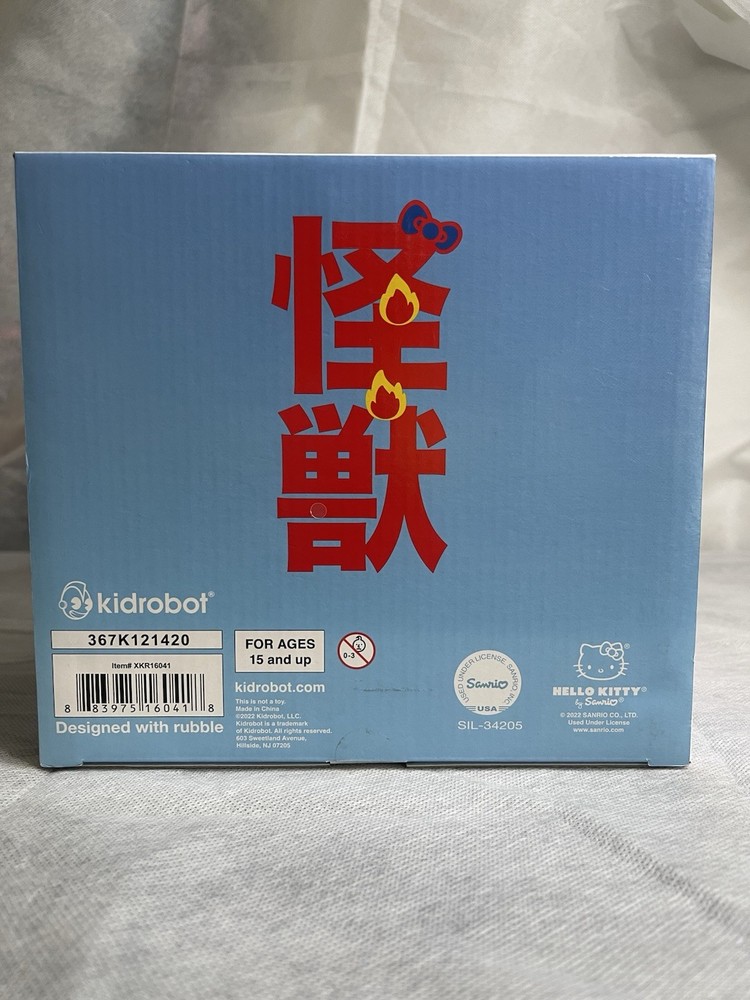 怪
獣
kidrobot®
367K121420
Item# XKR16041
8 83975 16041 8
Designed with rubble
FOR AGES
15 and up
0-3
kidrobot.com
This is not a toy.
Made in China
©2022 Kidrobot, LLC.
Kidrobot is a trademark
of Kidrobot. All rights reserved.
603 Sweetland Avenue,
Hillside, NJ 07205
USED UNDER LICENSE, SANRIO, INC.
Sanrio
USA
SIL-34205
HELLO KITTY®
by Sanrio®
© 2022 SANRIO CO., LTD.
Used Under License
www.sanrio.com